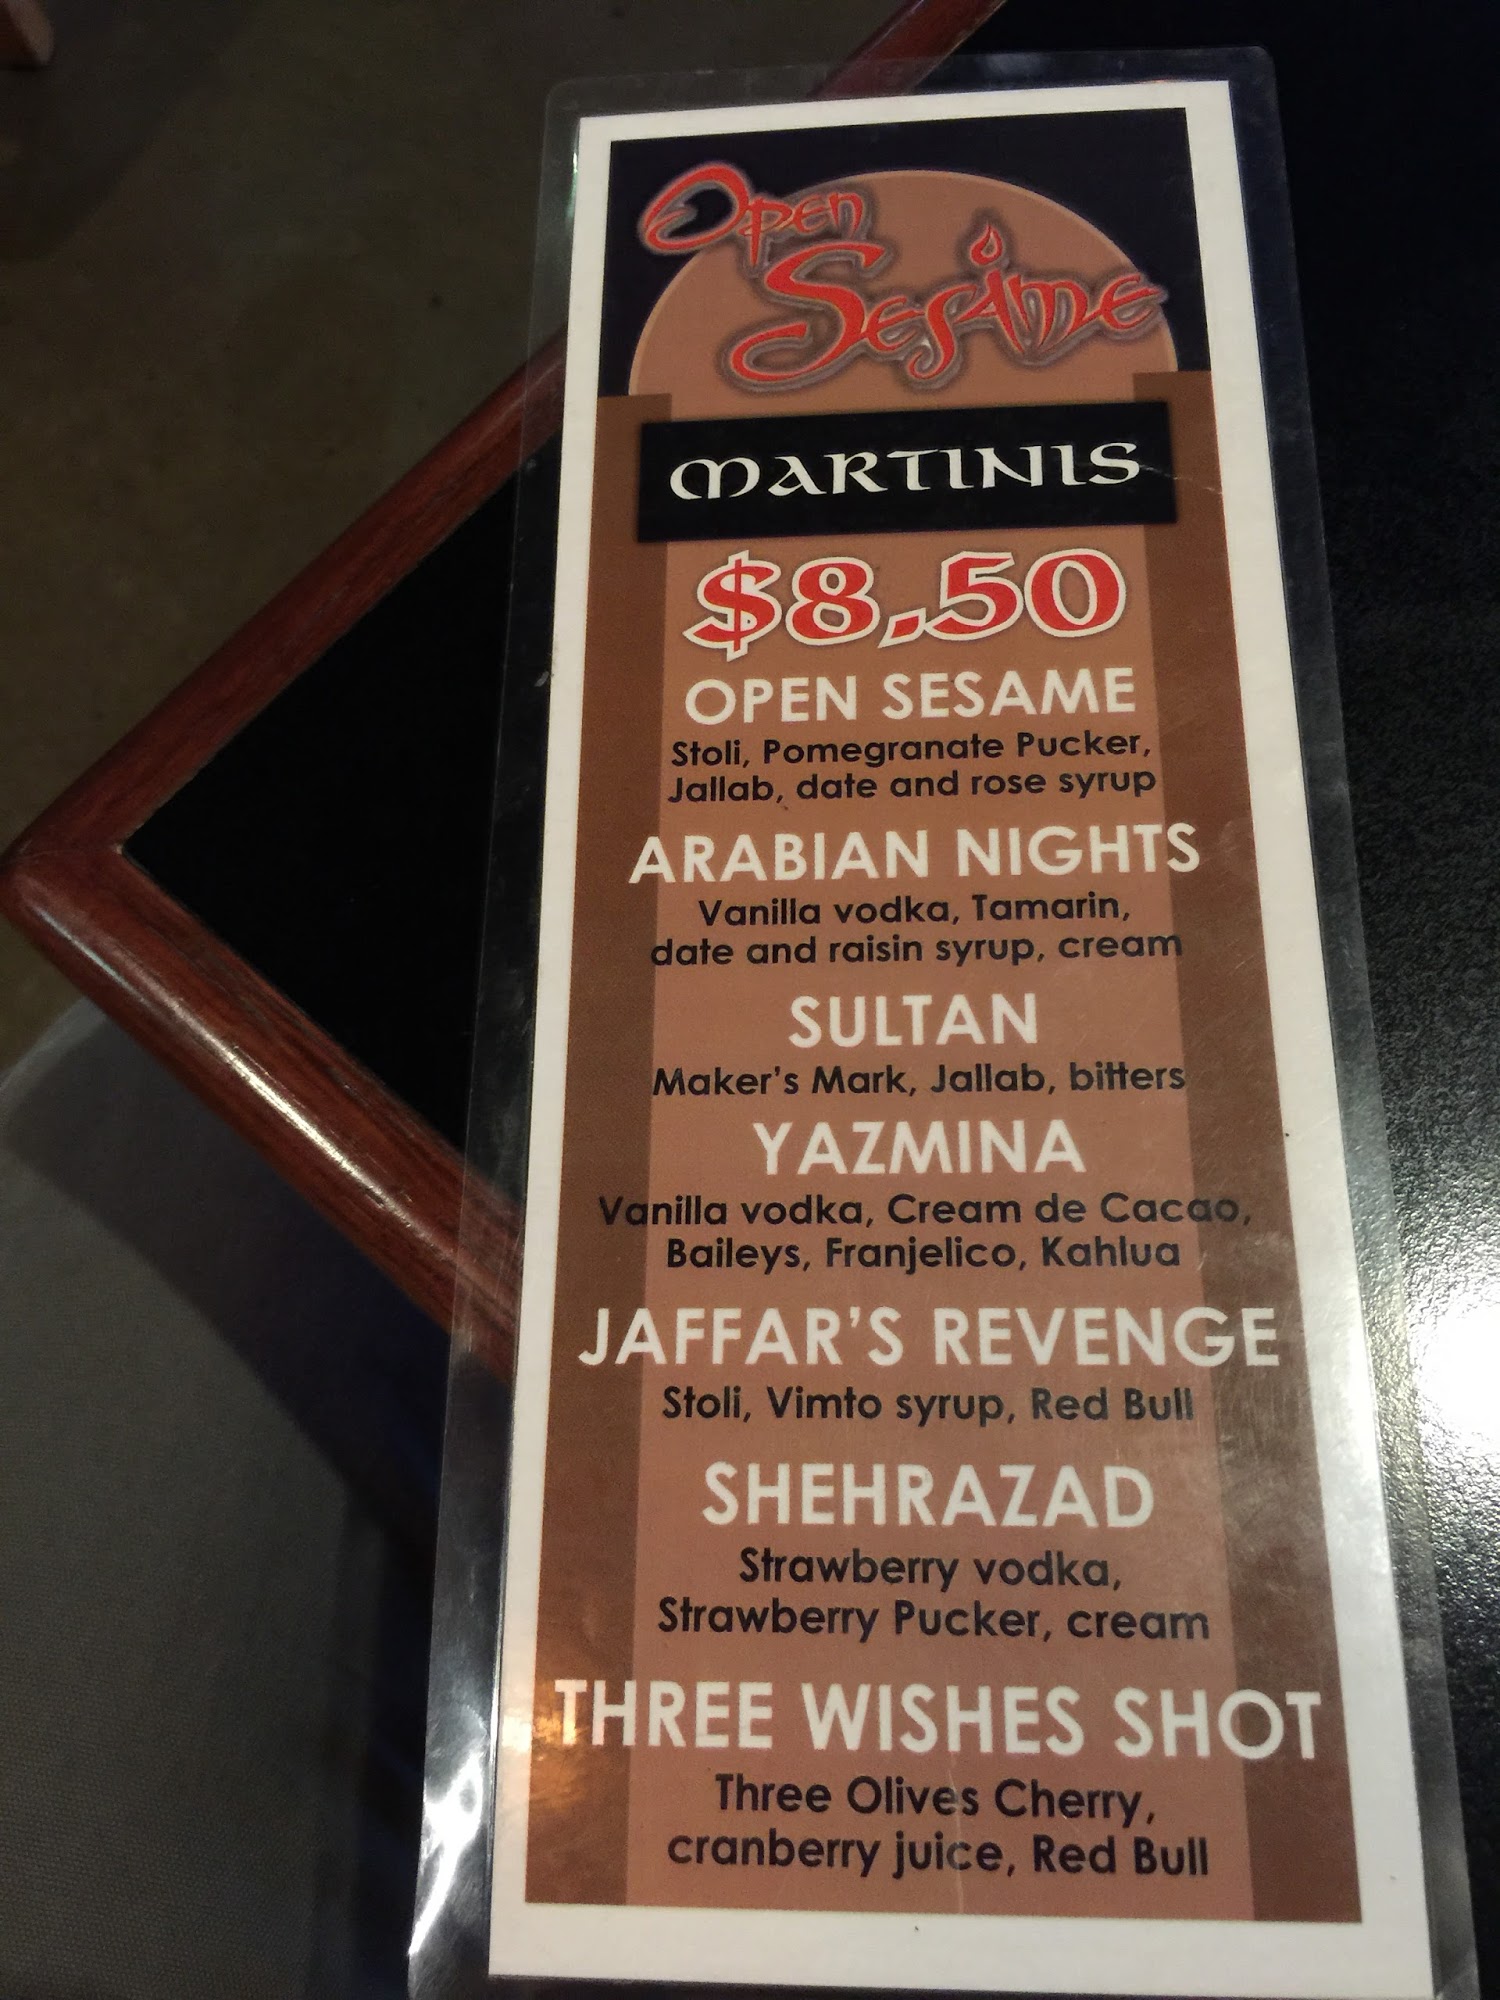 Open
Sesame
MARTINIS
$8.50
OPEN SESAME
Stoli, Pomegranate Pucker,
Jallab, date and rose syrup
ARABIAN NIGHTS
Vanilla vodka, Tamarin,
date and raisin syrup, cream
SULTAN
Maker's Mark, Jallab, bitters
YAZMINA
Vanilla vodka, Cream de Cacao,
Baileys, Franjelico, Kahlua
JAFFAR'S REVENGE
Stoli, Vimto syrup, Red Bull
SHEHRAZAD
Strawberry vodka,
Strawberry Pucker, cream
THREE WISHES SHOT
Three Olives Cherry,
cranberry juice, Red Bull